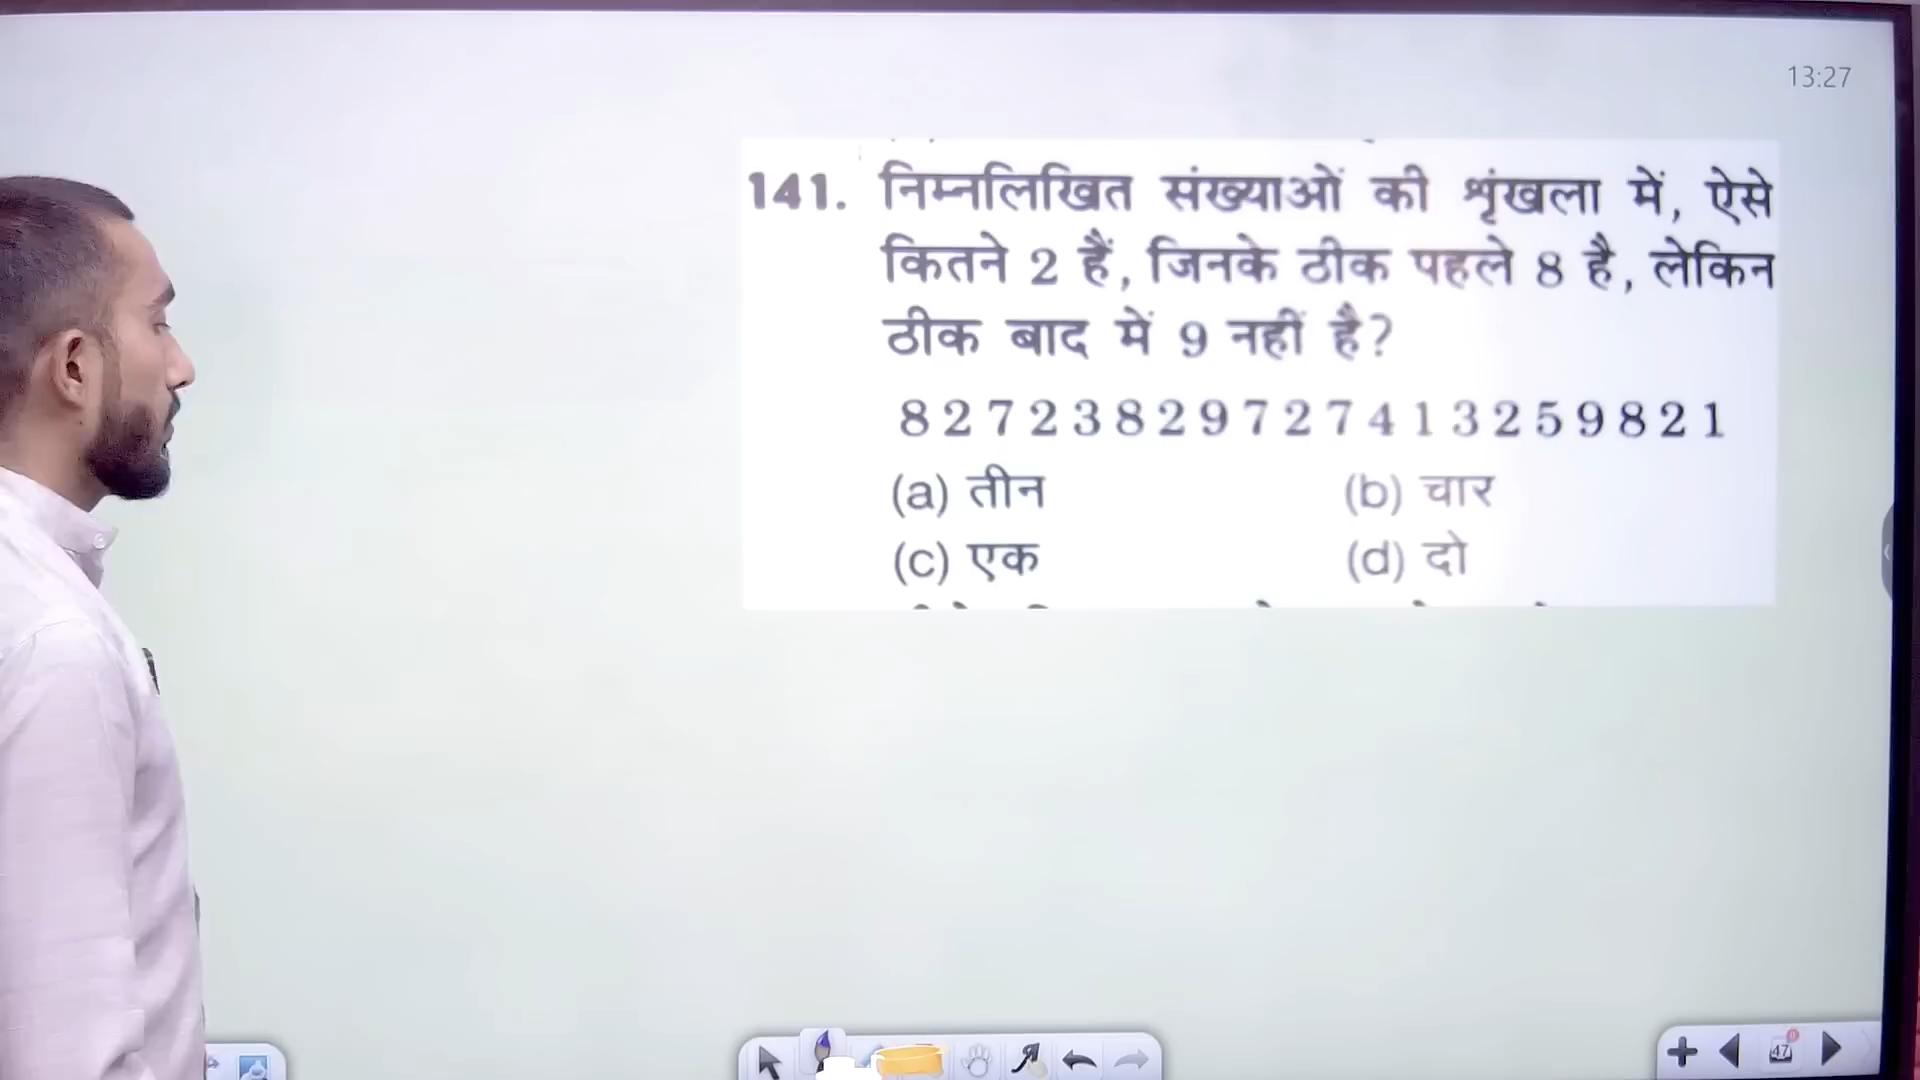 13:27
141. निम्नलिखित संख्याओं की शृंखला में, ऐसे
कितने 2 हैं, जिनके ठीक पहले 8 है, लेकिन
ठीक बाद में 9 नहीं है?
8 2 7 2 3 8 2 9 7 2 7 4 1 3 2 5 9 8 2 1
(a) तीन (b) चार
(c) एक (d) दो
47